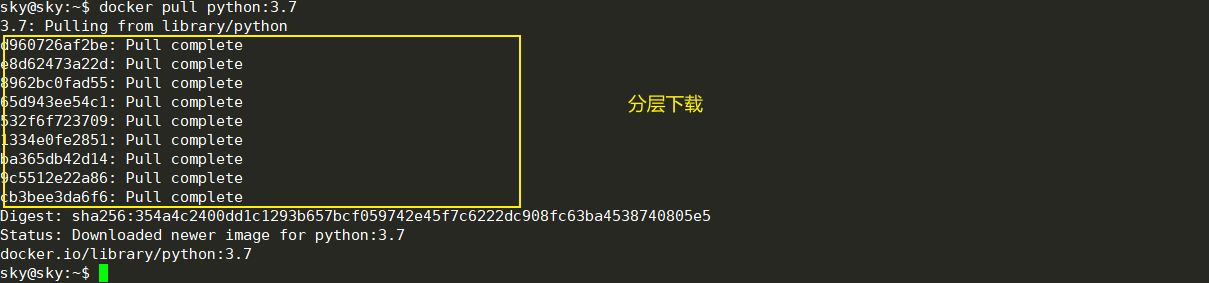 sky@sky:~$ docker pull python:3.7
3.7: Pulling from library/python
d960726af2be: Pull complete
e8d62473a22d: Pull complete
8962bc0fad55: Pull complete
65d943ee54c1: Pull complete
532f6f723709: Pull complete
1334e0fe2851: Pull complete
ba365db42d14: Pull complete
9c5512e22a86: Pull complete
cb3bee3da6f6: Pull complete
分层下载
Digest: sha256:354a4c2400dd1c1293b657bcf059742e45f7c6222dc908fc63ba4538740805e5
Status: Downloaded newer image for python:3.7
docker.io/library/python:3.7
sky@sky:~$